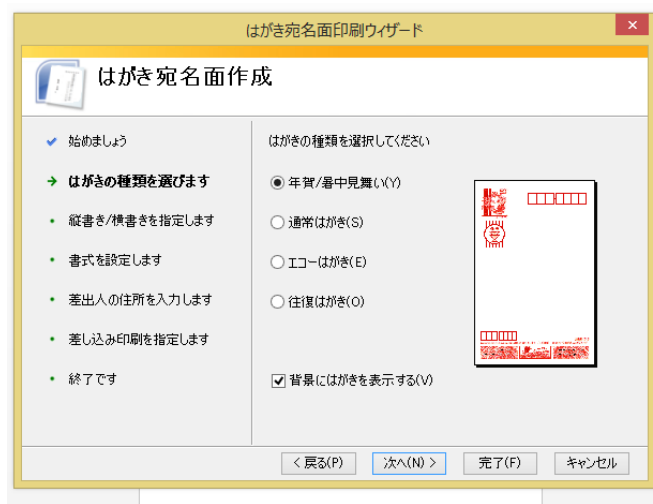 はがき宛名面印刷ウィザード
はがき宛名面作成
始めましょう
はがきの種類を選びます
縦書き/横書きを指定します
書式を設定します
差出人の住所を入力します
差し込み印刷を指定します
終了です
はがきの種類を選択してください
年賀/暑中見舞い(Y)
通常はがき(S)
エコーはがき(E)
往復はがき(O)
背景にはがきを表示する(V)
< 戻る(P)
次へ(N) >
完了(F)
キャンセル